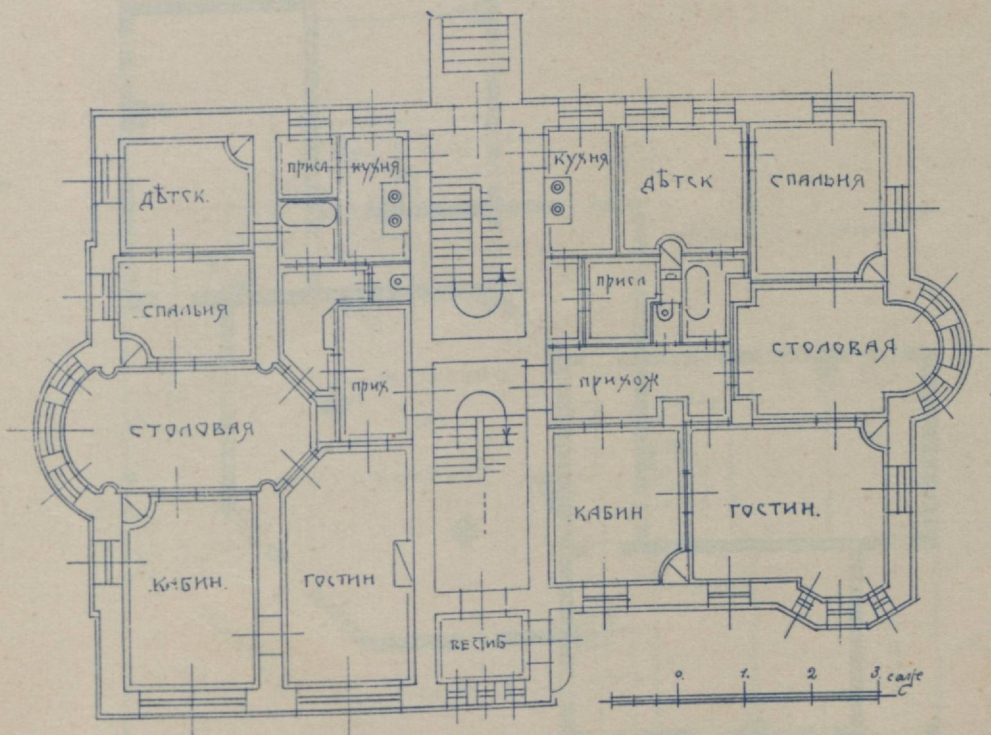 ДѢТСК.
ПРИСЛ
КУХНЯ
КУХНЯ
ДѢТСК
СПАЛЬНЯ
СПАЛЬНЯ
ПРИСЛ
СТОЛОВАЯ
ПРИХ.
ПРИХОЖ
СТОЛОВАЯ
КАБИН
ГОСТИН.
КАБИН.
ГОСТИН
ВЕСТИБ
0. 1. 2 3